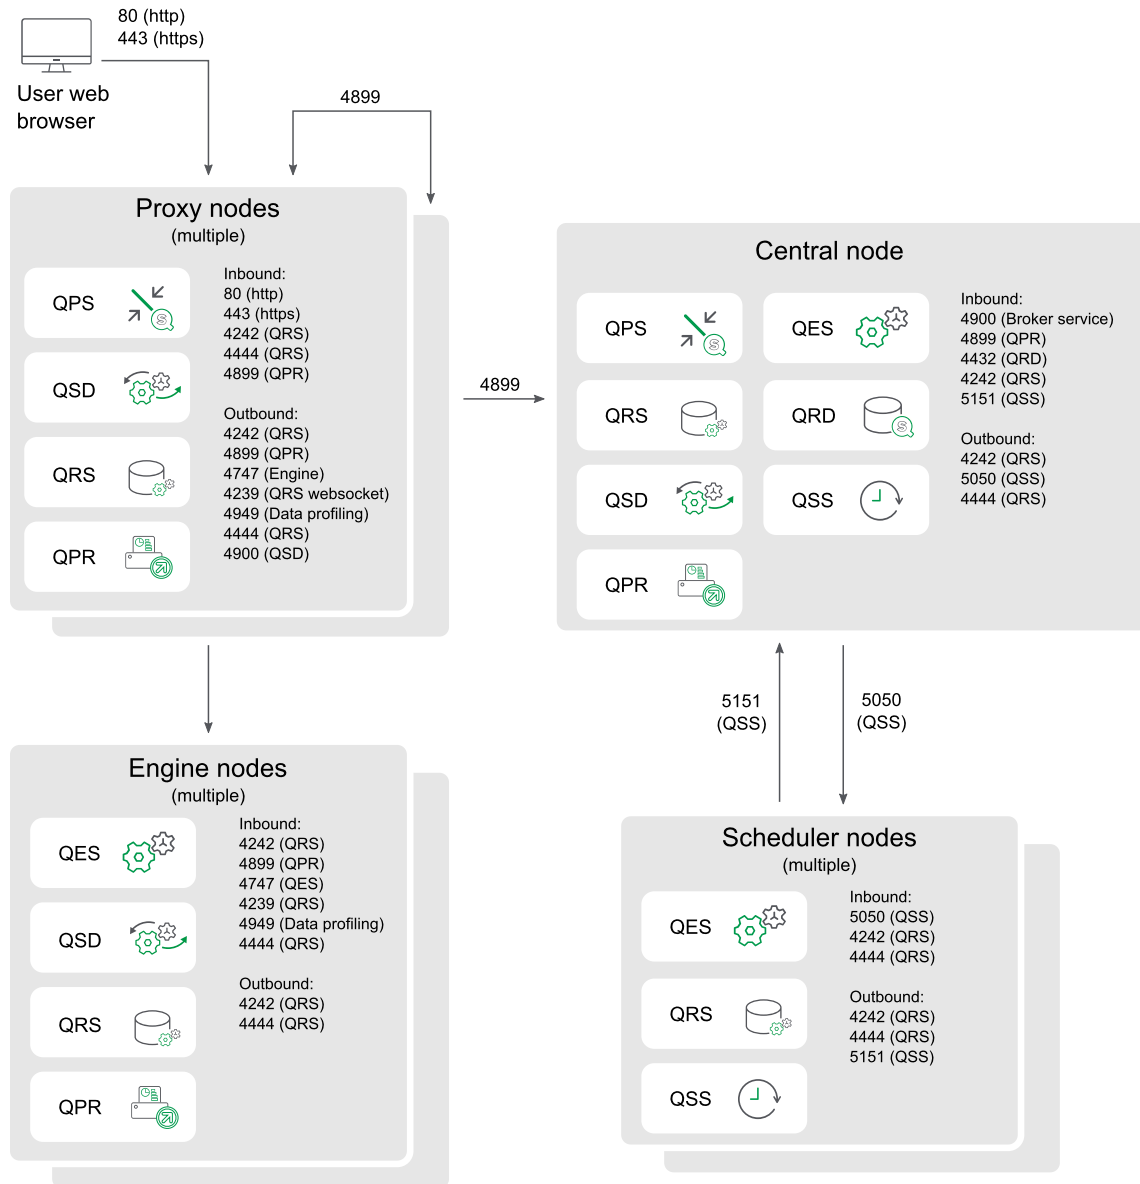 80 (http)
443 (https)
User web
browser
4899
Proxy nodes
(multiple)
QPS
QSD
QRS
QPR
Inbound:
80 (http)
443 (https)
4242 (QRS)
4444 (QRS)
4899 (QPR)
Outbound:
4242 (QRS)
4899 (QPR)
4747 (Engine)
4239 (QRS websocket)
4949 (Data profiling)
4444 (QRS)
4900 (QSD)
4899
Central node
QPS
QES
QRS
QRD
QSD
QSS
QPR
Inbound:
4900 (Broker service)
4899 (QPR)
4432 (QRD)
4242 (QRS)
5151 (QSS)
Outbound:
4242 (QRS)
5050 (QSS)
4444 (QRS)
5151
(QSS)
5050
(QSS)
Engine nodes
(multiple)
QES
QSD
QRS
QPR
Inbound:
4242 (QRS)
4899 (QPR)
4747 (QES)
4239 (QRS)
4949 (Data profiling)
4444 (QRS)
Outbound:
4242 (QRS)
4444 (QRS)
Scheduler nodes
(multiple)
QES
QRS
QSS
Inbound:
5050 (QSS)
4242 (QRS)
4444 (QRS)
Outbound:
4242 (QRS)
4444 (QRS)
5151 (QSS)